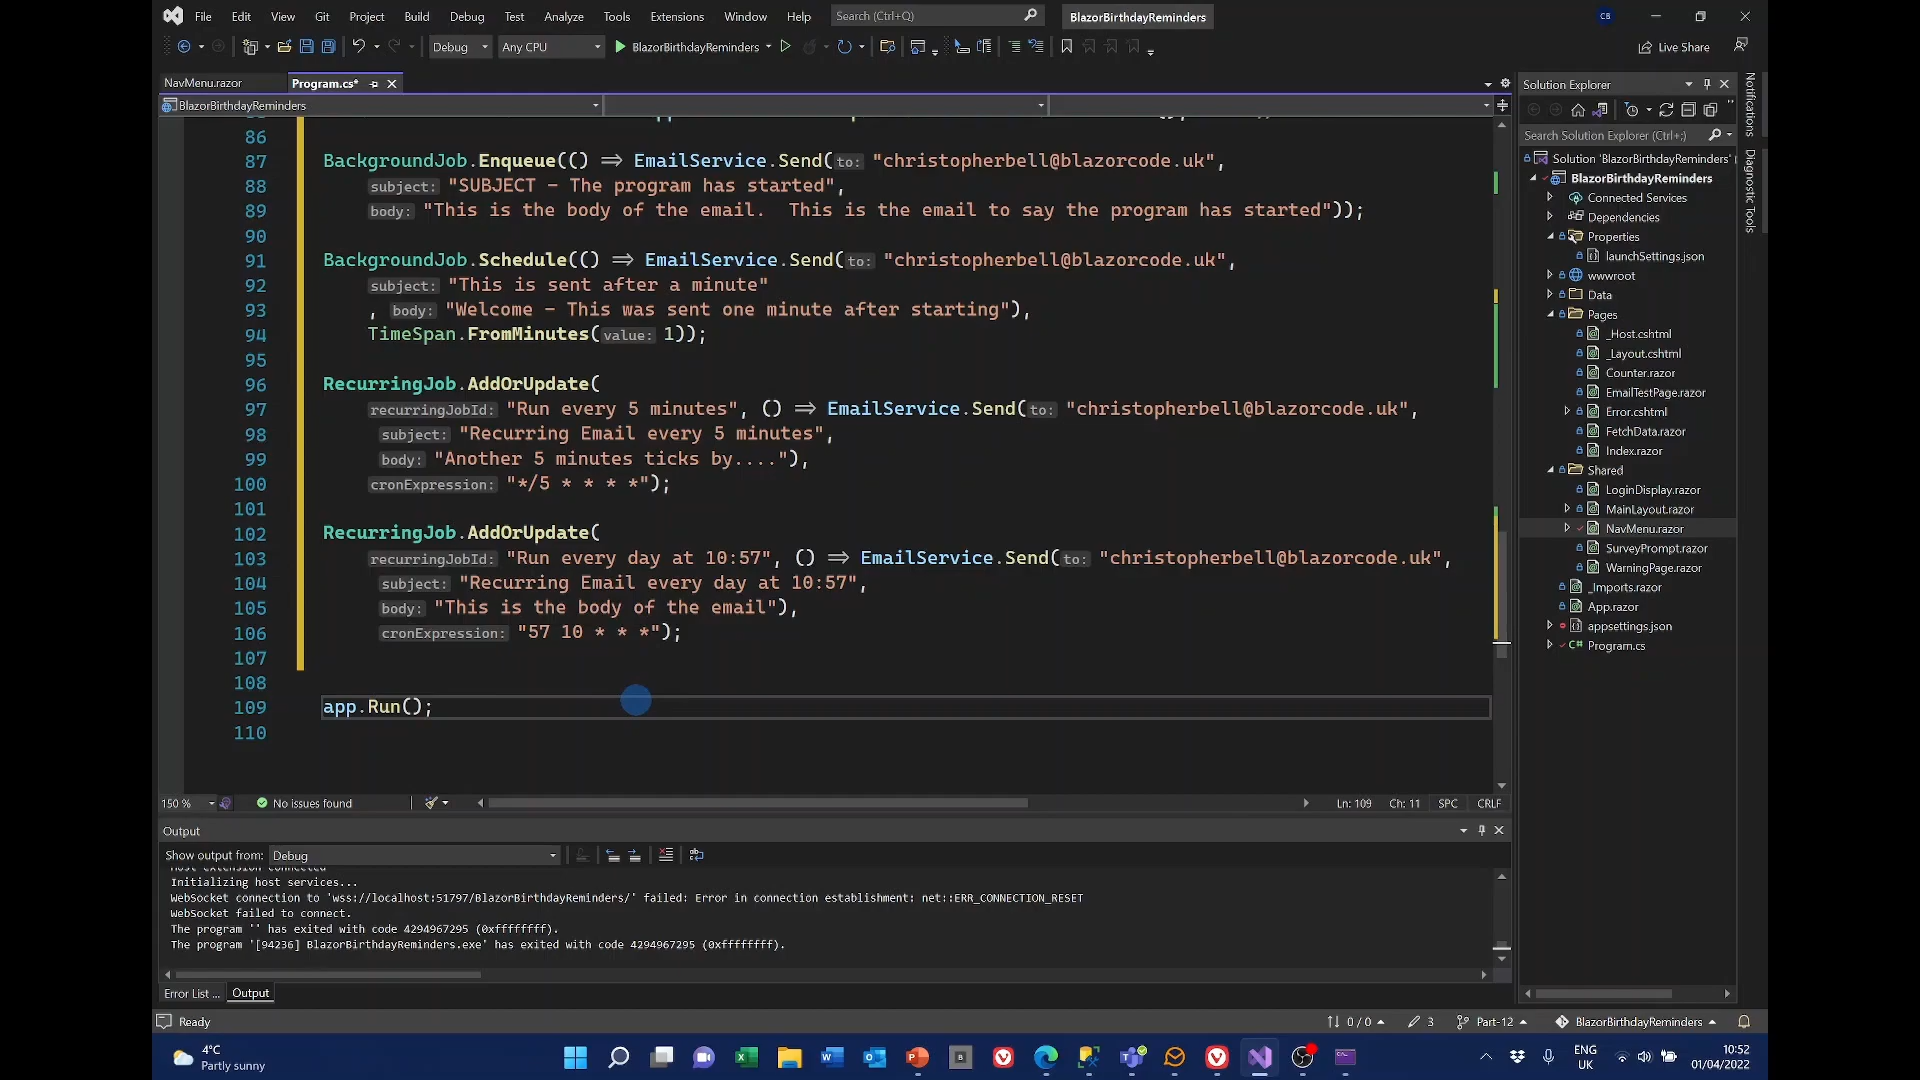 File Edit View Git Project Build Debug Test Analyze Tools Extensions Window Help Search (Ctrl+Q) BlazorBirthdayReminders CB
Debug Any CPU BlazorBirthdayReminders Live Share
NavMenu.razor Program.cs*
BlazorBirthdayReminders
86
87 BackgroundJob.Enqueue(() => EmailService.Send(to: "christopherbell@blazorcode.uk",
88 subject: "SUBJECT - The program has started",
89 body: "This is the body of the email.  This is the email to say the program has started"));
90
91 BackgroundJob.Schedule(() => EmailService.Send(to: "christopherbell@blazorcode.uk",
92 subject: "This is sent after a minute"
93 , body: "Welcome - This was sent one minute after starting"),
94 TimeSpan.FromMinutes(value: 1));
95
96 RecurringJob.AddOrUpdate(
97 recurringJobId: "Run every 5 minutes", () => EmailService.Send(to: "christopherbell@blazorcode.uk",
98 subject: "Recurring Email every 5 minutes",
99 body: "Another 5 minutes ticks by...."),
100 cronExpression: "*/5 * * * *");
101
102 RecurringJob.AddOrUpdate(
103 recurringJobId: "Run every day at 10:57", () => EmailService.Send(to: "christopherbell@blazorcode.uk",
104 subject: "Recurring Email every day at 10:57",
105 body: "This is the body of the email"),
106 cronExpression: "57 10 * * *");
107
108
109 app.Run();
110
150 % No issues found Ln: 109 Ch: 11 SPC CRLF
Output
Show output from: Debug
Host extension connected
Initializing host services...
WebSocket connection to 'wss://localhost:51797/BlazorBirthdayReminders/' failed: Error in connection establishment: net::ERR_CONNECTION_RESET
WebSocket failed to connect.
The program '' has exited with code 4294967295 (0xffffffff).
The program '[94236] BlazorBirthdayReminders.exe' has exited with code 4294967295 (0xffffffff).
Error List ... Output
Solution Explorer
Search Solution Explorer (Ctrl+;)
Solution 'BlazorBirthdayReminders'
BlazorBirthdayReminders
Connected Services
Dependencies
Properties
launchSettings.json
wwwroot
Data
Pages
_Host.cshtml
_Layout.cshtml
Counter.razor
EmailTestPage.razor
Error.cshtml
FetchData.razor
Index.razor
Shared
LoginDisplay.razor
MainLayout.razor
NavMenu.razor
SurveyPrompt.razor
WarningPage.razor
_Imports.razor
App.razor
appsettings.json
Program.cs
Notifications
Diagnostic Tools
Ready 0 / 0 3 Part-12 BlazorBirthdayReminders
4°C
Partly sunny
ENG
UK
10:52
01/04/2022